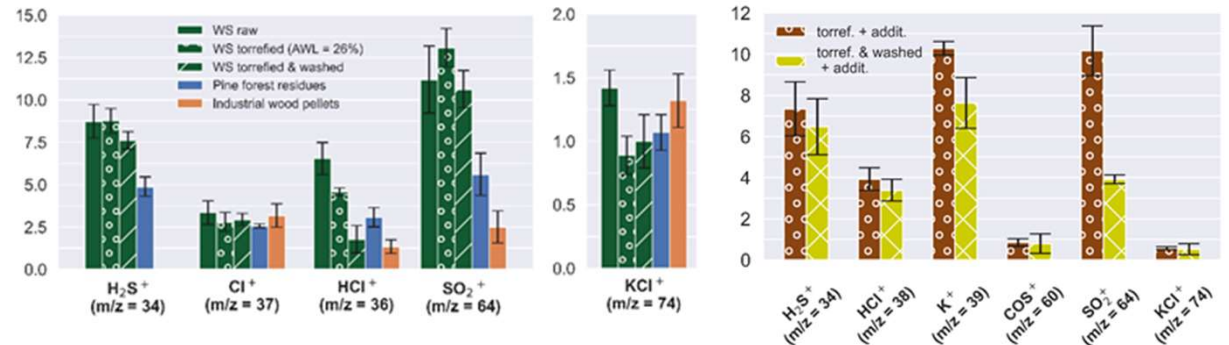 15.0
12.5
10.0
7.5
5.0
2.5
0.0
WS raw
WS torrefied (AWL = 26%)
WS torrefied & washed
Pine forest residues
Industrial wood pellets
H₂S⁺
(m/z = 34)
Cl⁺
(m/z = 37)
HCl⁺
(m/z = 36)
SO₂⁺
(m/z = 64)
2.0
1.5
1.0
0.5
0.0
KCl⁺
(m/z = 74)
12
10
8
6
4
2
0
torref. + addit.
torref. & washed
+ addit.
H₂S⁺
(m/z = 34)
HCl⁺
(m/z = 38)
K⁺
(m/z = 39)
COS⁺
(m/z = 60)
SO₂⁺
(m/z = 64)
KCl⁺
(m/z = 74)